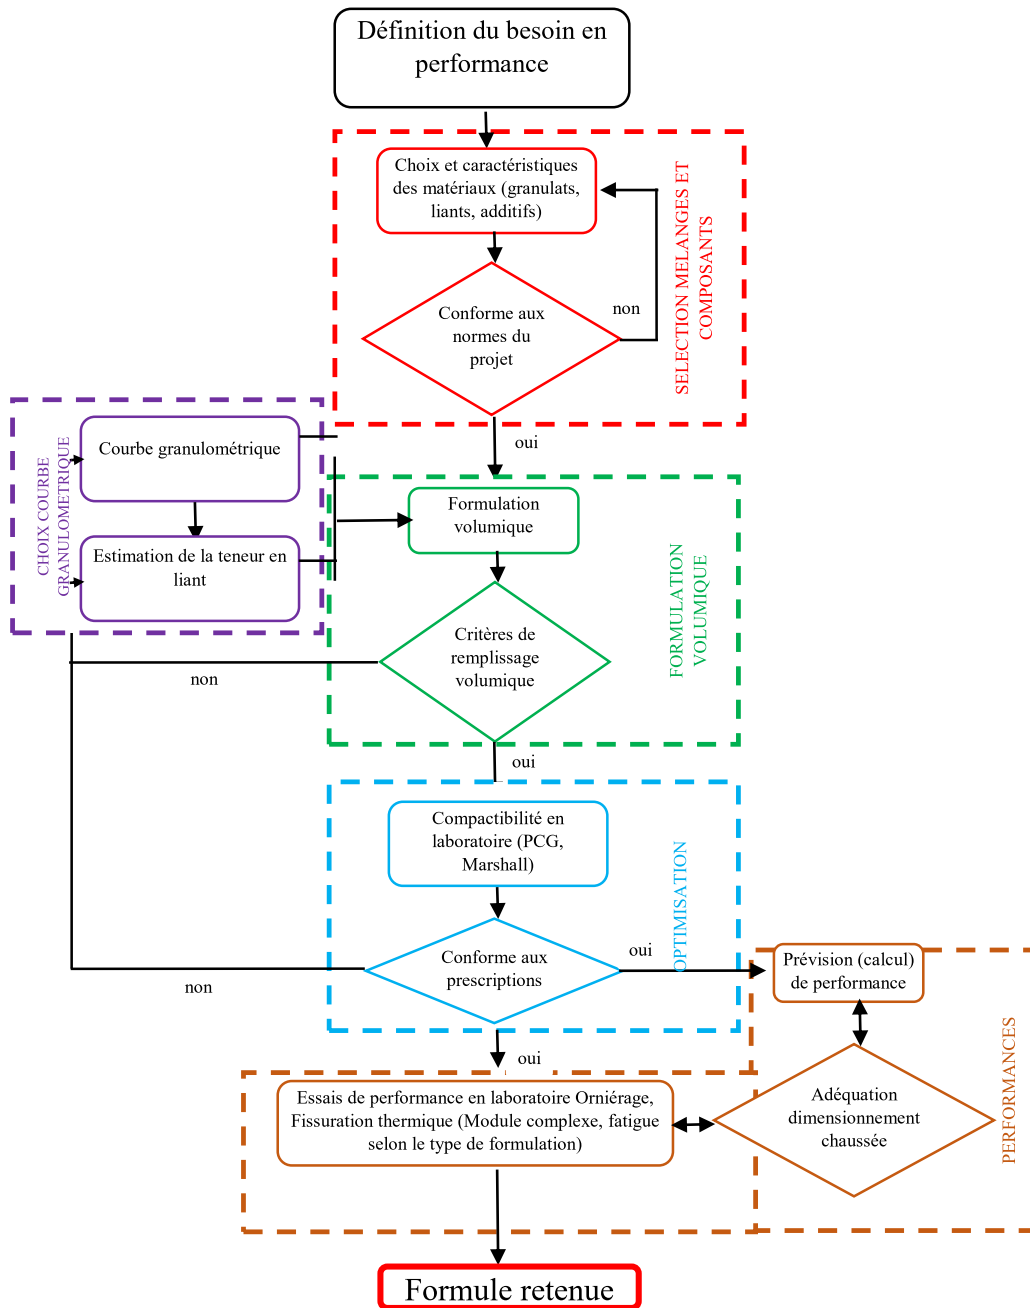 Définition du besoin en
performance
Choix et caractéristiques
des matériaux (granulats,
liants, additifs)
SELECTION MELANGES ET
COMPOSANTS
Conforme aux
normes du
projet
non
oui
CHOIX COURBE
GRANULOMETRIQUE
Courbe granulométrique
Estimation de la teneur en
liant
Formulation
volumique
FORMULATION
VOLUMIQUE
Critères de
remplissage
volumique
non
oui
Compactibilité en
laboratoire (PCG,
Marshall)
OPTIMISATION
Conforme aux
prescriptions
oui
non
oui
Prévision (calcul)
de performance
PERFORMANCES
Essais de performance en laboratoire Orniérage,
Fissuration thermique (Module complexe, fatigue
selon le type de formulation)
Adéquation
dimensionnement
chaussée
Formule retenue